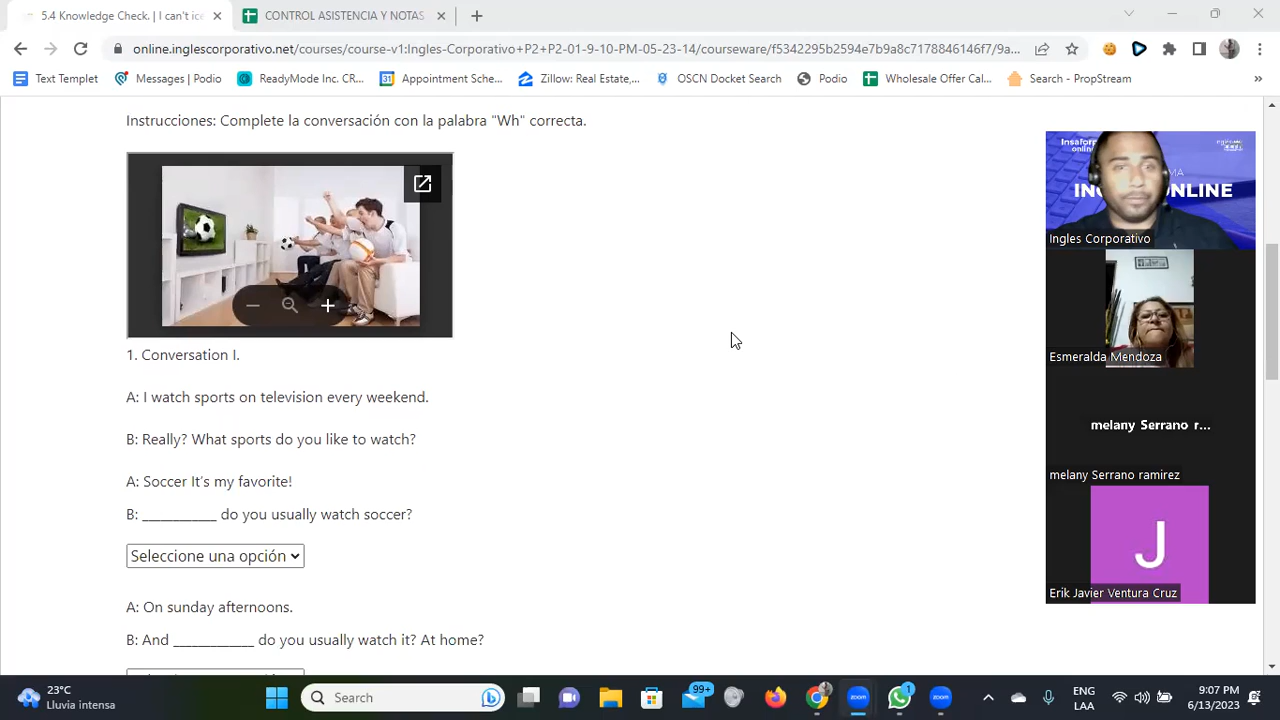 5.4 Knowledge Check. | I can't ice
CONTROL ASISTENCIA Y NOTAS
online.inglescorporativo.net/courses/course-v1:Ingles-Corporativo+P2+P2-01-9-10-PM-05-23-14/courseware/f5342295b2594e7b9a8c7178846146f7/9a...
Text Templet
Messages | Podio
ReadyMode Inc. CR...
Appointment Sche...
Zillow: Real Estate,...
OSCN Docket Search
Podio
Wholesale Offer Cal...
Search - PropStream
Instrucciones: Complete la conversación con la palabra "Wh" correcta.
1. Conversation I.
A: I watch sports on television every weekend.
B: Really? What sports do you like to watch?
A: Soccer It's my favorite!
B: ____________ do you usually watch soccer?
Seleccione una opción
A: On sunday afternoons.
B: And _____________ do you usually watch it? At home?
Ingles Corporativo
Esmeralda Mendoza
melany Serrano r...
melany Serrano ramirez
J
Erik Javier Ventura Cruz
23°C
Lluvia intensa
Search
99+
1
ENG
LAA
9:07 PM
6/13/2023